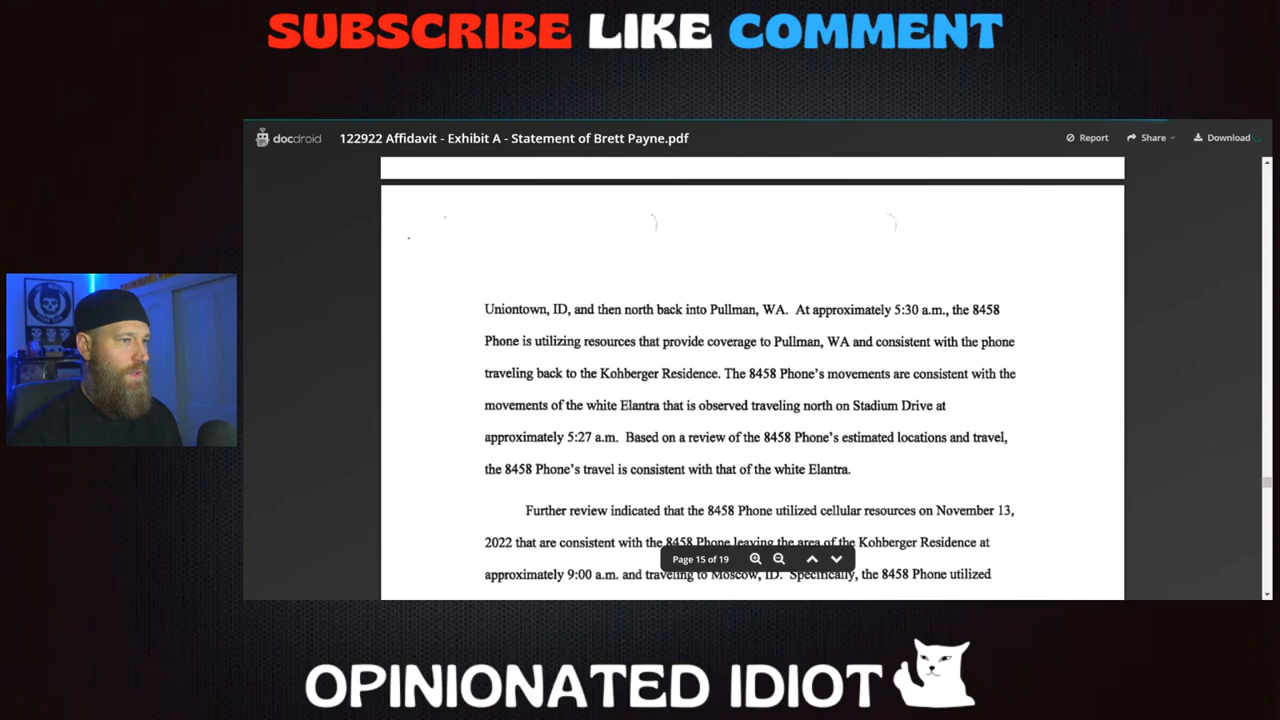 SUBSCRIBE LIKE COMMENT
docdroid 122922 Affidavit - Exhibit A - Statement of Brett Payne.pdf Report Share Download
Uniontown, ID, and then north back into Pullman, WA. At approximately 5:30 a.m., the 8458
Phone is utilizing resources that provide coverage to Pullman, WA and consistent with the phone
traveling back to the Kohberger Residence. The 8458 Phone's movements are consistent with the
movements of the white Elantra that is observed traveling north on Stadium Drive at
approximately 5:27 a.m. Based on a review of the 8458 Phone's estimated locations and travel,
the 8458 Phone's travel is consistent with that of the white Elantra.
Further review indicated that the 8458 Phone utilized cellular resources on November 13,
2022 that are consistent with the 8458 Phone leaving the area of the Kohberger Residence at
Page 15 of 19
approximately 9:00 a.m. and traveling to Moscow, ID. Specifically, the 8458 Phone utilized
OPINIONATED IDIOT